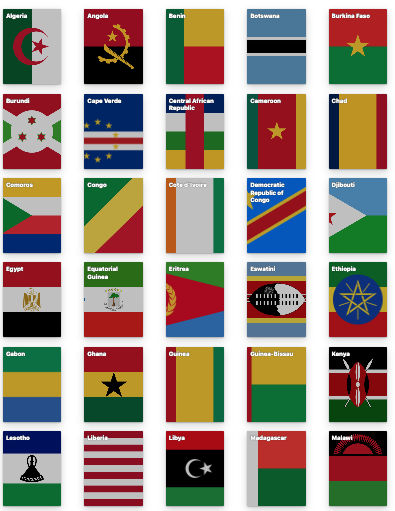 Algeria
Angola
Benin
Botswana
Burkina Faso
Burundi
Cape Verde
Central African
Republic
Cameroon
Chad
Comoros
Congo
Cote d'Ivoire
Democratic
Republic of
Congo
Djibouti
Egypt
Equatorial
Guinea
Eritrea
Eswatini
Ethiopia
Gabon
Ghana
Guinea
Guinea-Bissau
Kenya
Lesotho
Liberia
Libya
Madagascar
Malawi